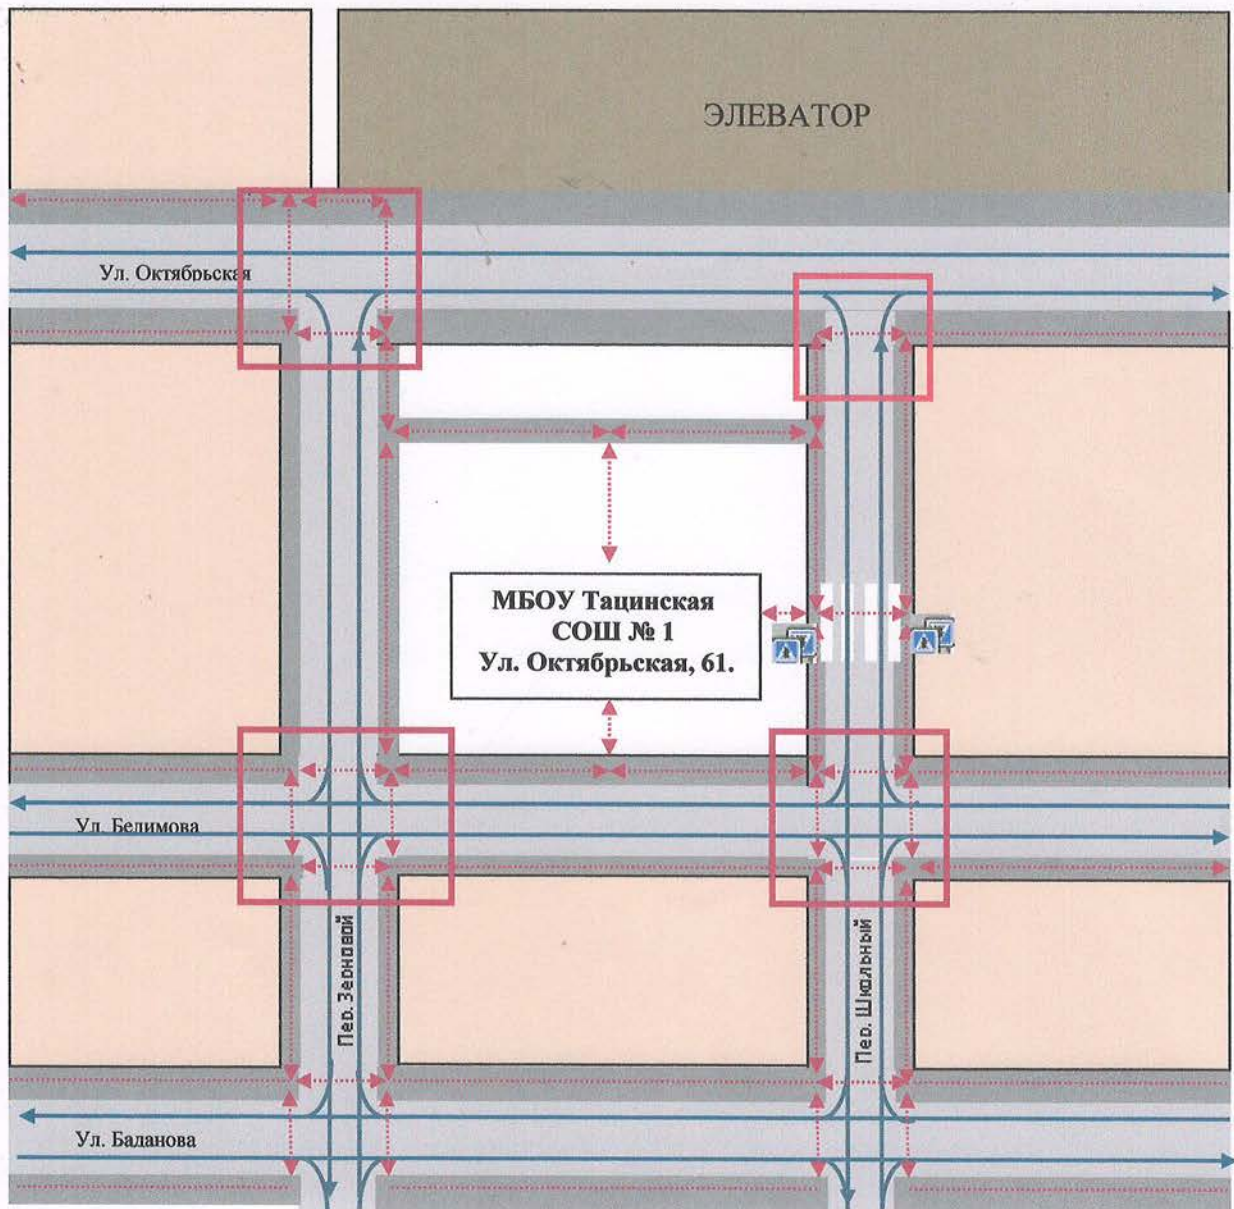 ЭЛЕВАТОР
Ул. Октябрьская
МБОУ Тацинская
СОШ № 1
Ул. Октябрьская, 61.
Ул. Белимова
Пер. Зерновой
Пер. Школьный
Ул. Баданова